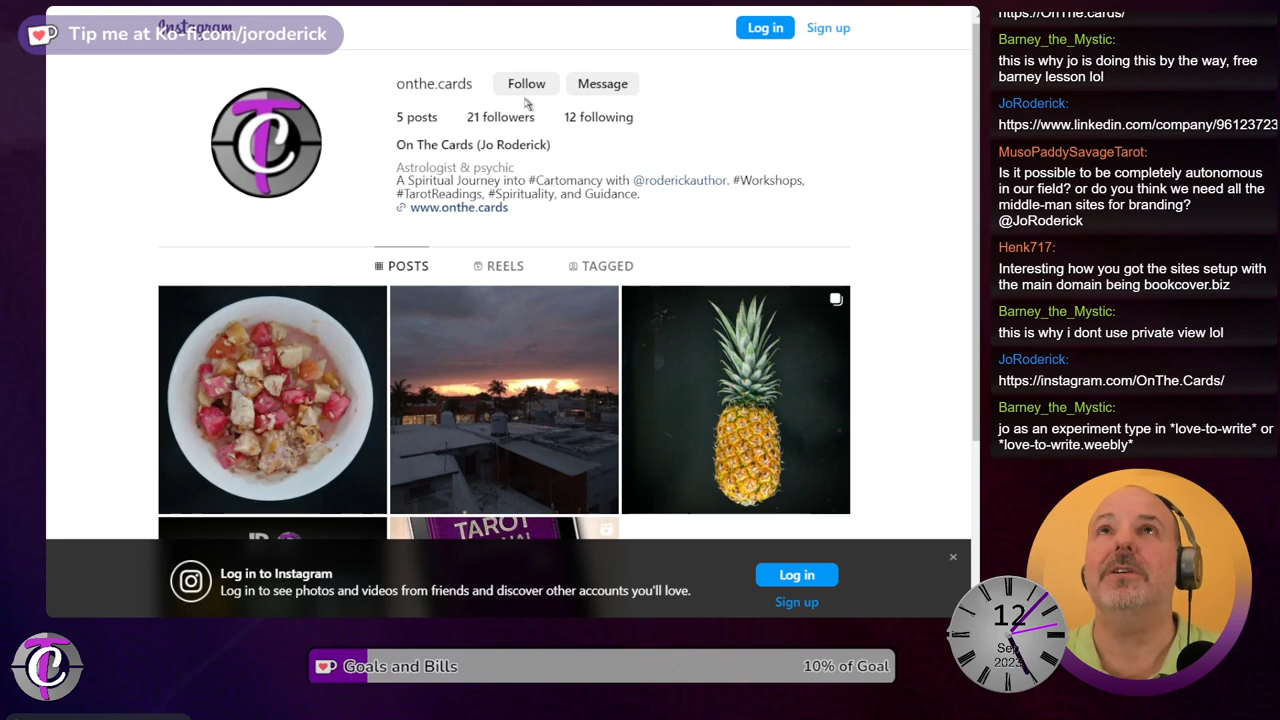 Instagram
Tip me at Ko-fi.com/joroderick
Log in
Sign up
onthe.cards
Follow
Message
5 posts
21 followers
12 following
On The Cards (Jo Roderick)
Astrologist & psychic
A Spiritual Journey into #Cartomancy with @roderickauthor. #Workshops,
#TarotReadings, #Spirituality, and Guidance.
www.onthe.cards
POSTS
REELS
TAGGED
TAROT
Log in to Instagram
Log in to see photos and videos from friends and discover other accounts you'll love.
Log in
Sign up
Goals and Bills
10% of Goal
https://OnThe.cards/
Barney_the_Mystic:
this is why jo is doing this by the way, free
barney lesson lol
JoRoderick:
https://www.linkedin.com/company/96123723
MusoPaddySavageTarot:
Is it possible to be completely autonomous
in our field? or do you think we need all the
middle-man sites for branding?
@JoRoderick
Henk717:
Interesting how you got the sites setup with
the main domain being bookcover.biz
Barney_the_Mystic:
this is why i dont use private view lol
JoRoderick:
https://instagram.com/OnThe.Cards/
Barney_the_Mystic:
jo as an experiment type in *love-to-write* or
*love-to-write.weebly*
12
Sep
2023